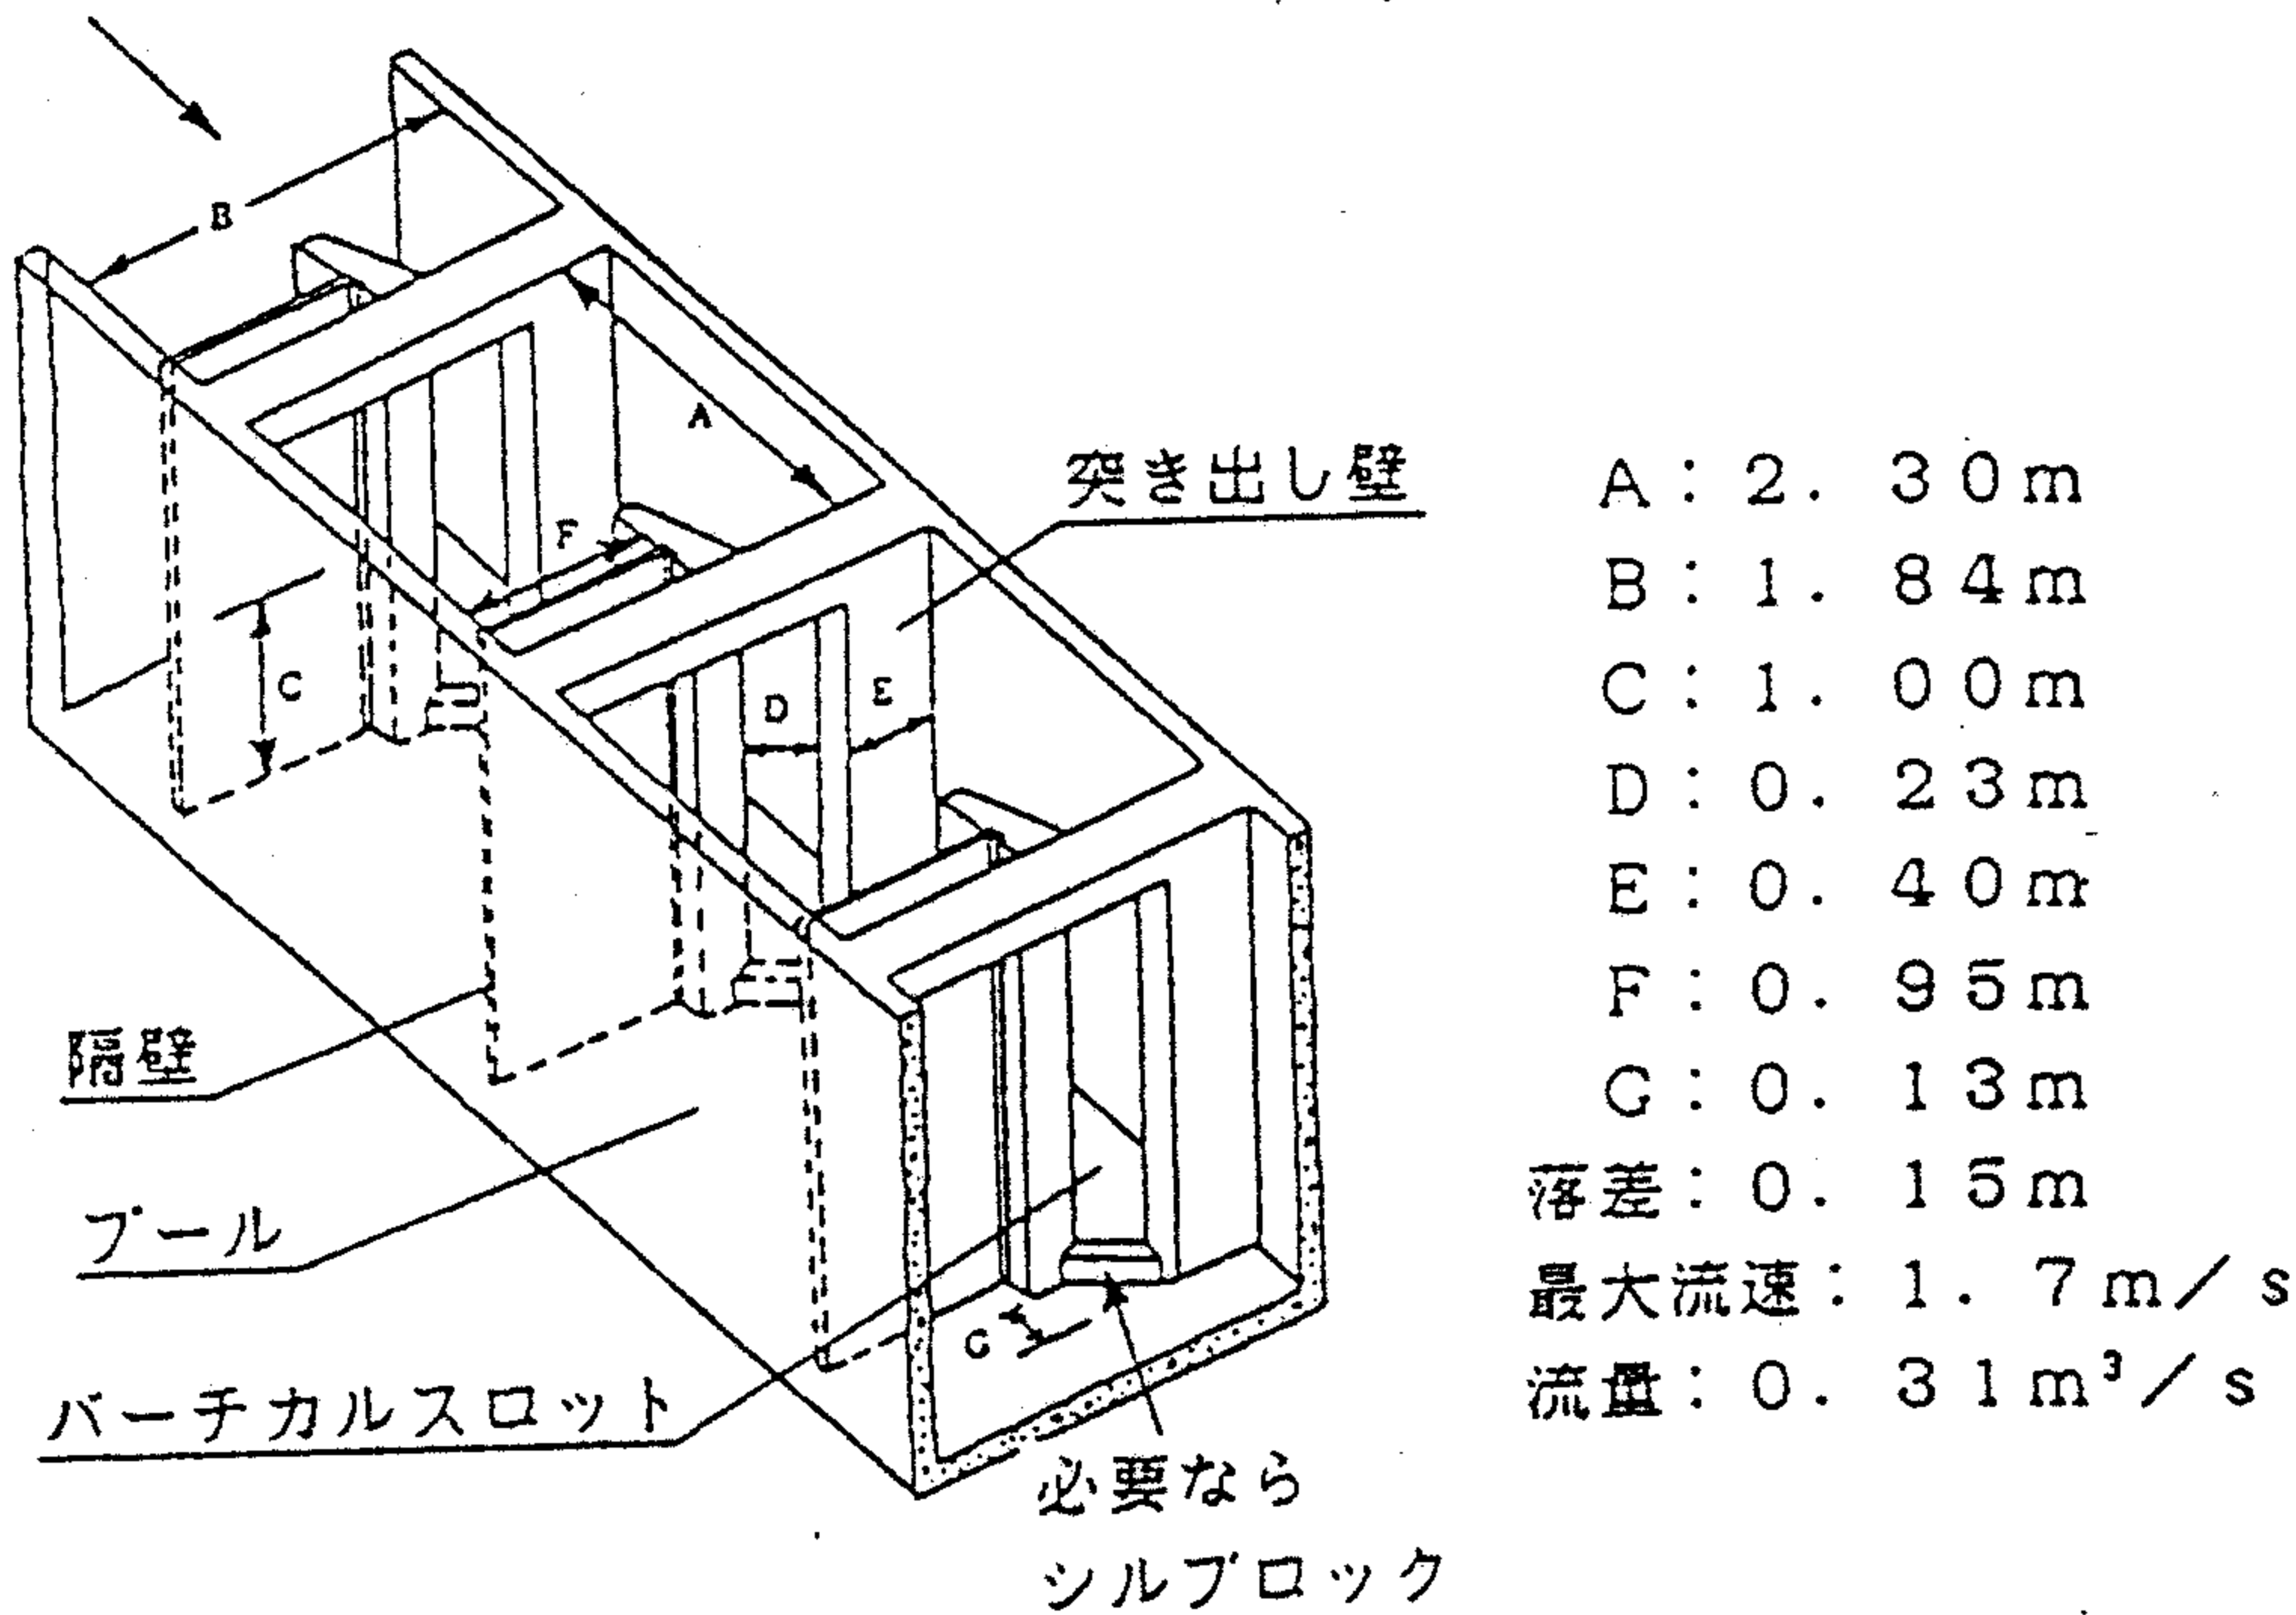 B
A
突き出し壁
F
C
D
E
隔壁
プール
G
バーチカルスロット
必要なら
シルブロック
A：2．30m
B：1．84m
C：1．00m
D：0．23m
E：0．40m
F：0．95m
G：0．13m
落差：0．15m
最大流速：1．7m／s
流量：0．31m³／s